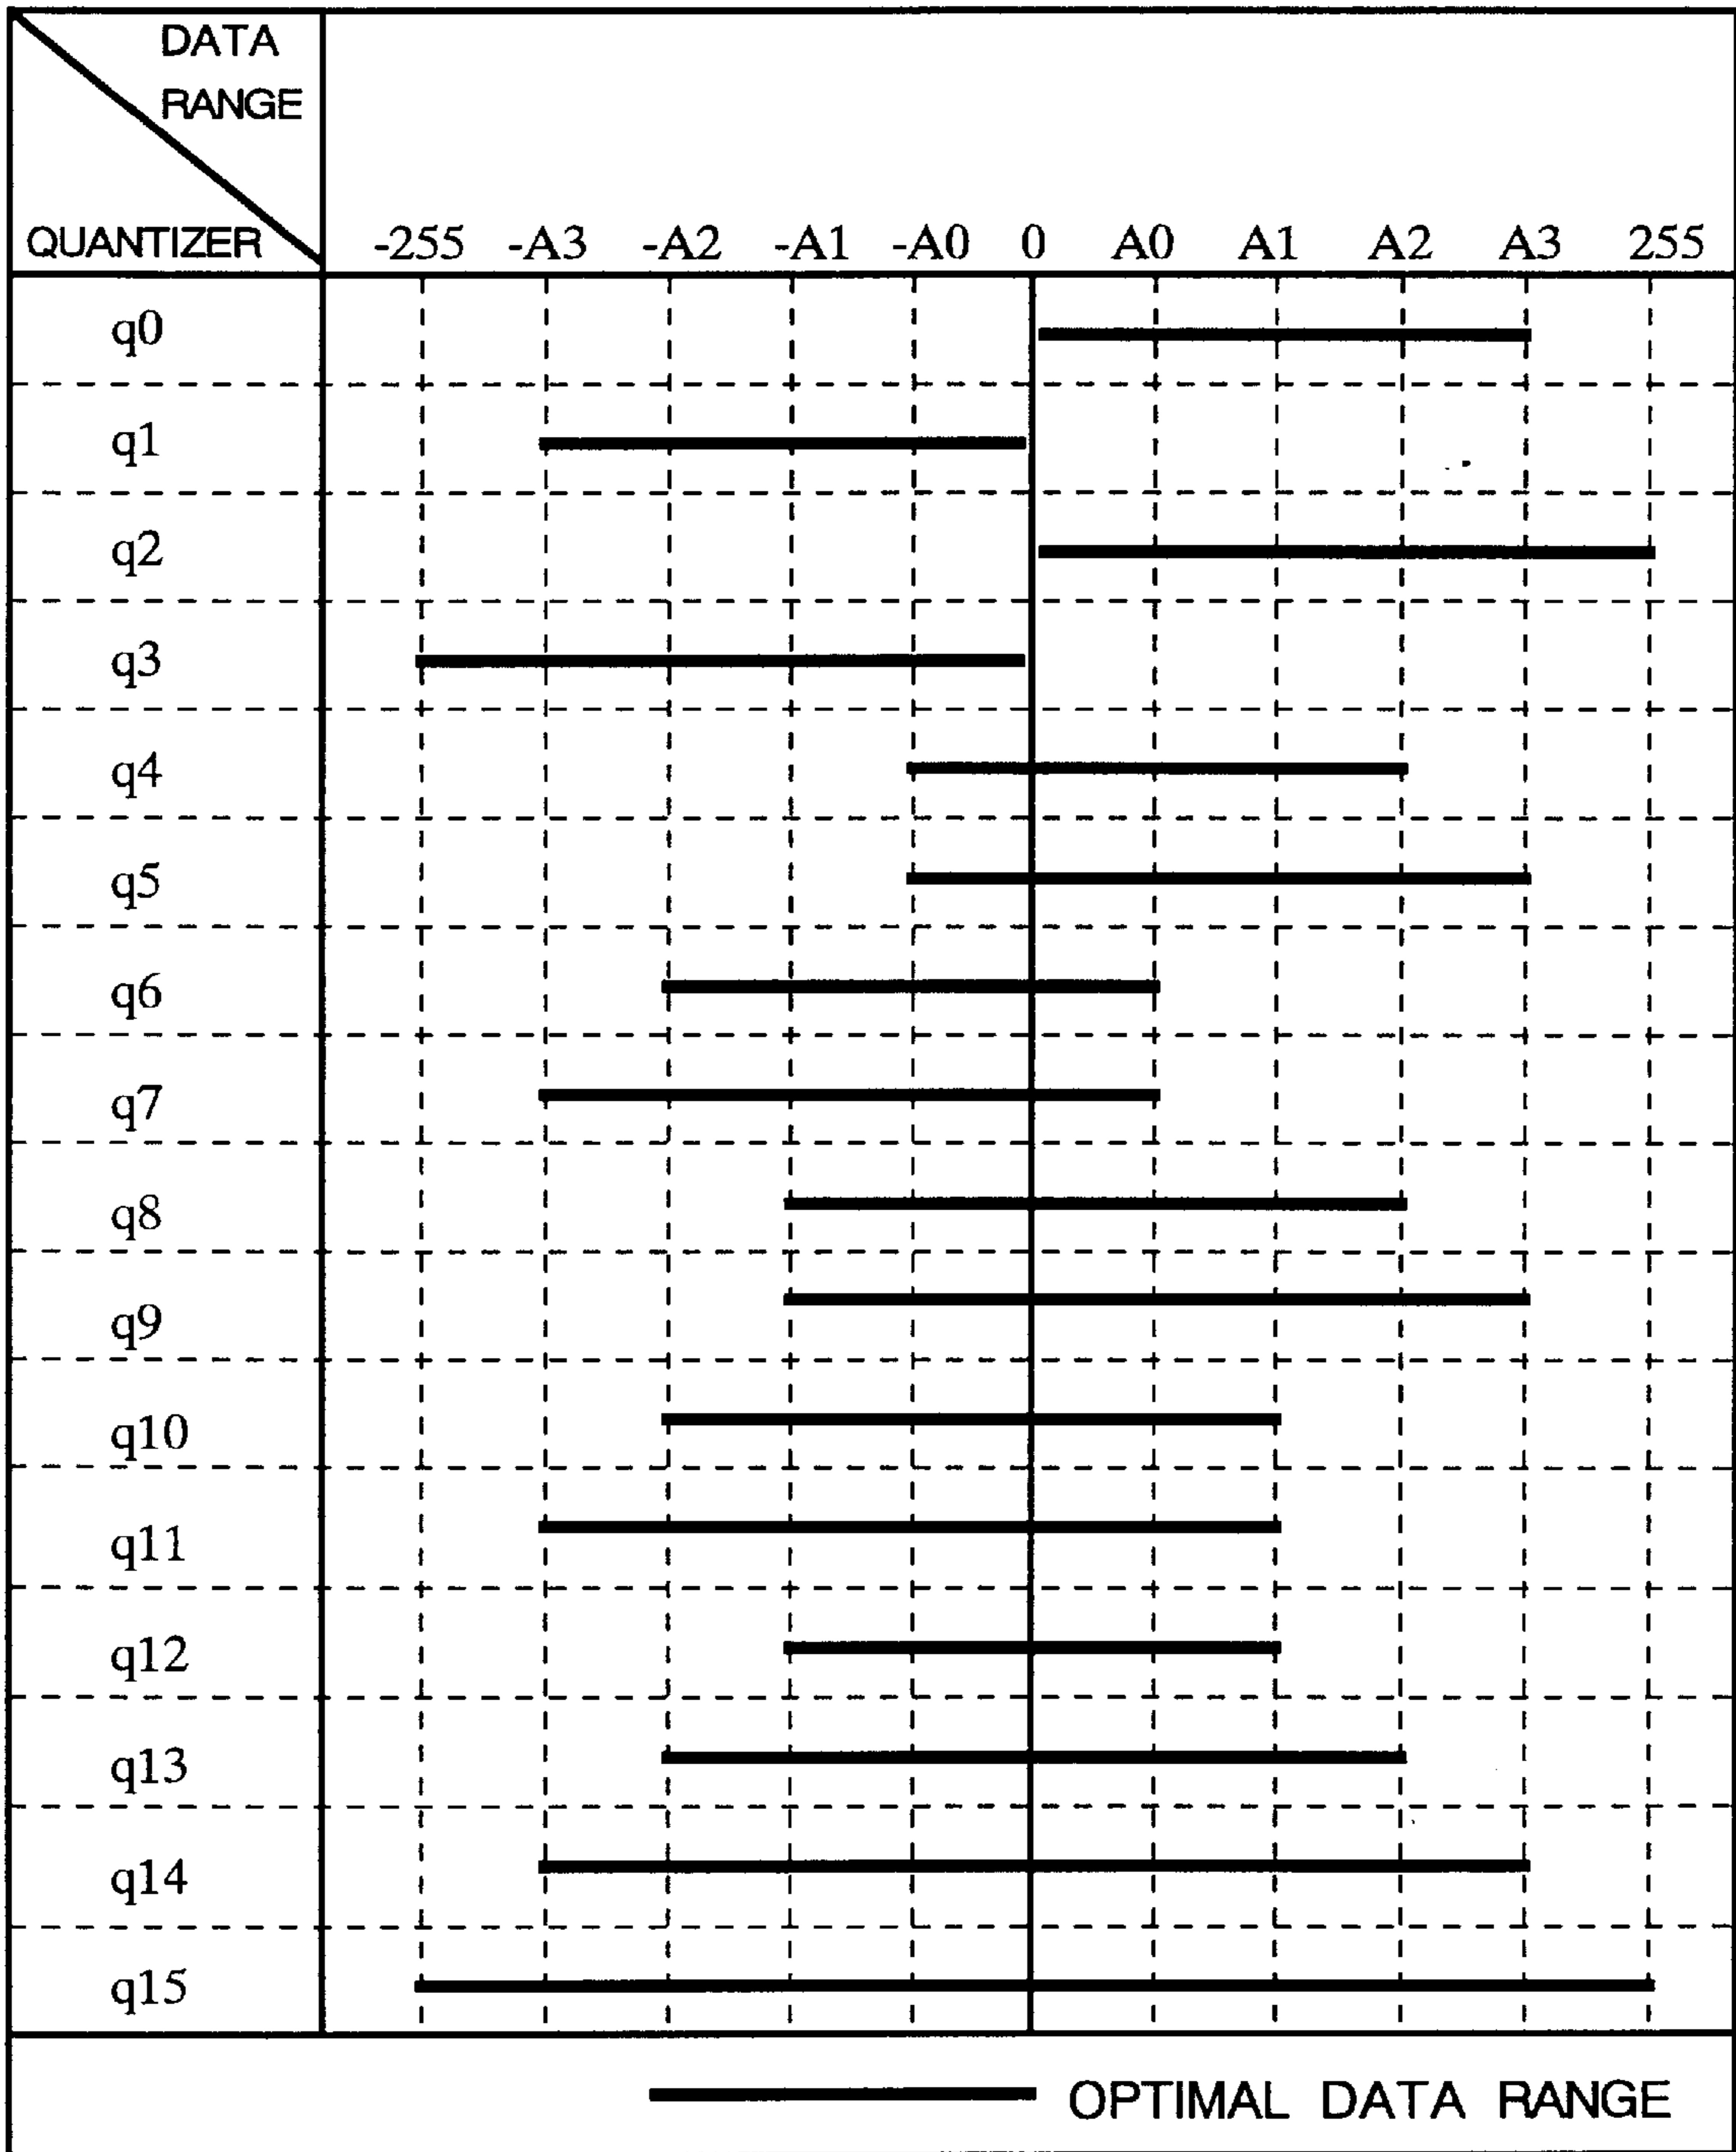 DATA
RANGE
QUANTIZER -255 -A3 -A2 -A1 -A0 0 A0 A1 A2 A3 255
q0
q1
q2
q3
q4
q5
q6
q7
q8
q9
q10
q11
q12
q13
q14
q15
OPTIMAL DATA RANGE